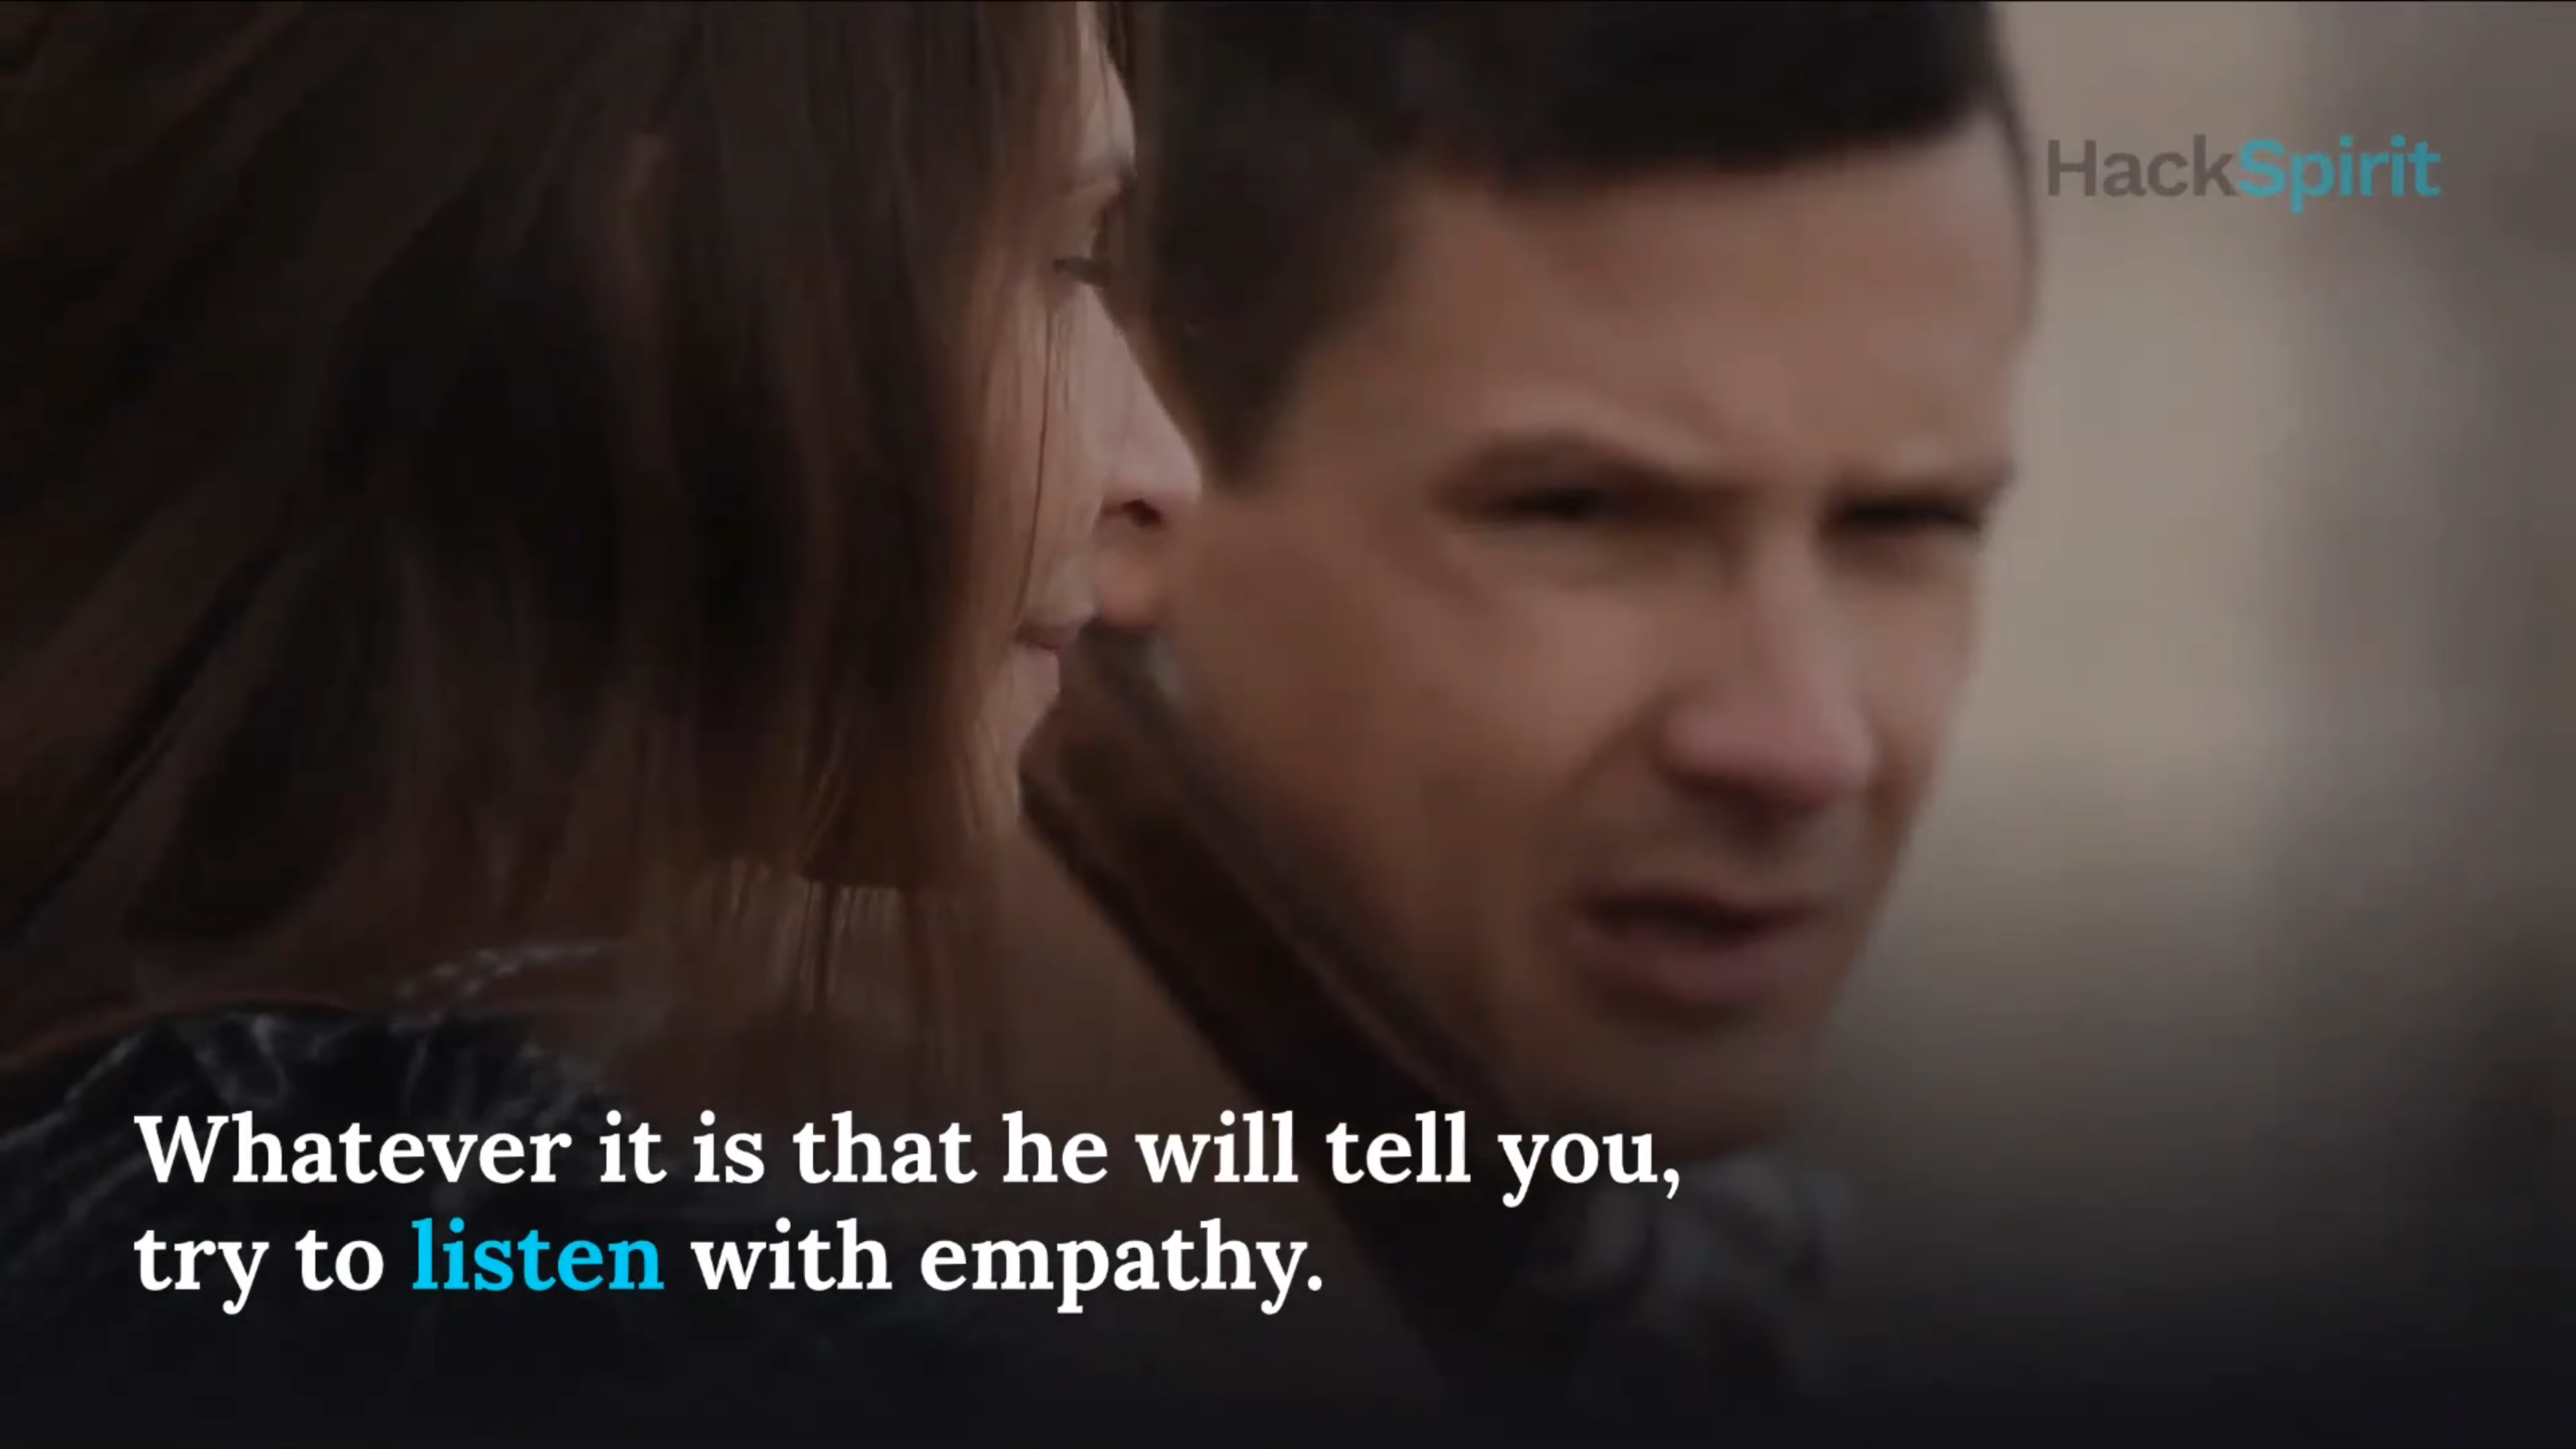 HackSpirit
Whatever it is that he will tell you,
try to listen with empathy.